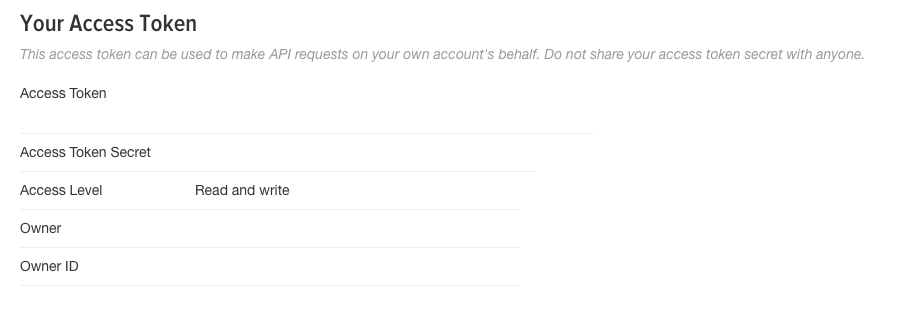 Your Access Token
This access token can be used to make API requests on your own account's behalf. Do not share your access token secret with anyone.
Access Token
Access Token Secret
Access Level Read and write
Owner
Owner ID